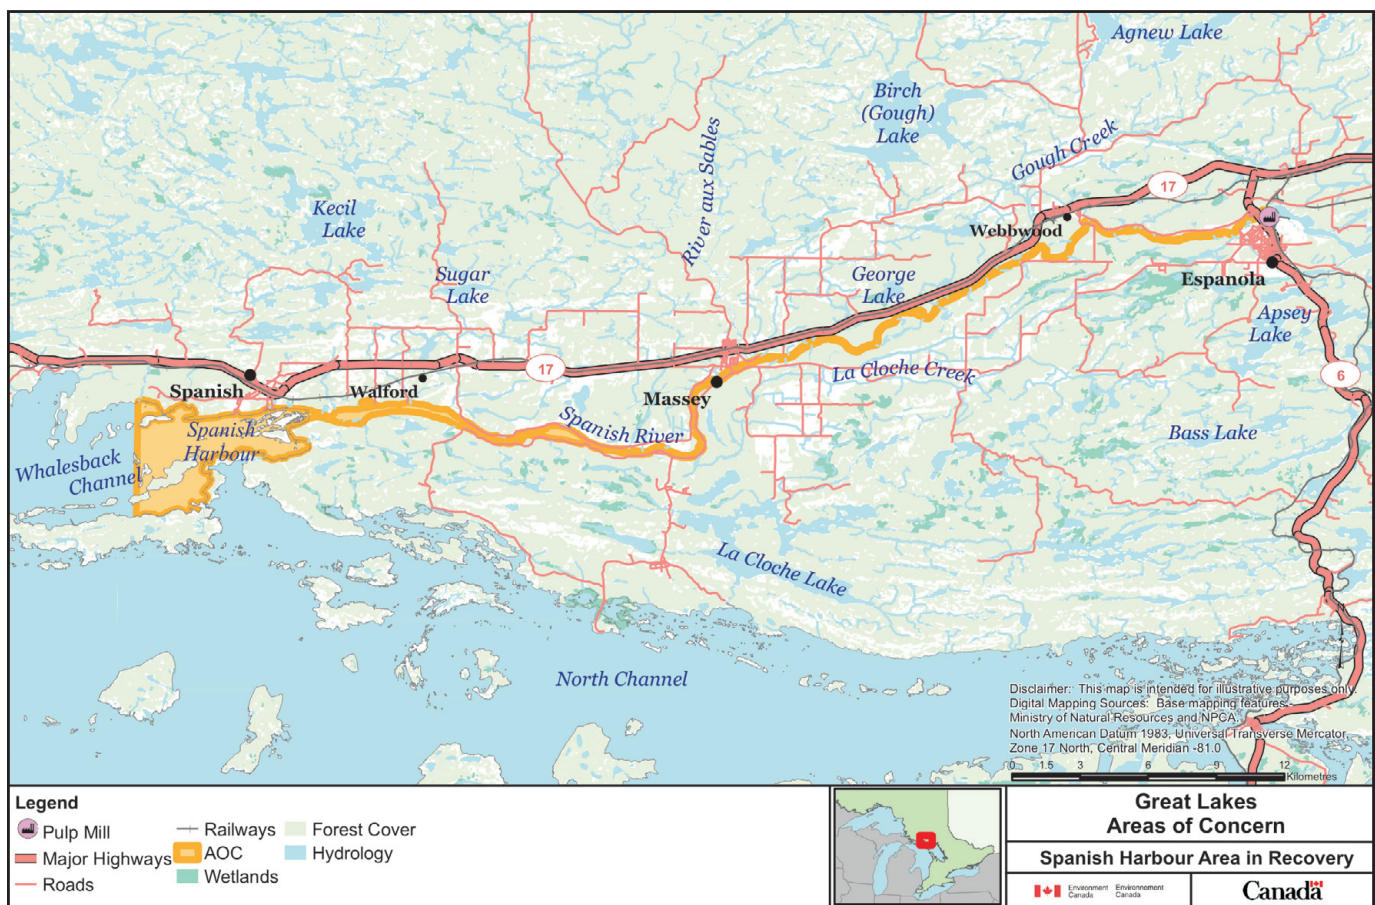 Agnew Lake
Birch
(Gough)
Lake
Gough Creek
River aux Sables
17
Kecil
Lake
Webbwood
Sugar
Lake
George
Lake
Espanola
Apsey
Lake
Spanish
Walford
17
La Cloche Creek
6
Massey
Spanish River
Spanish
Harbour
Bass Lake
Whalesback
Channel
La Cloche Lake
North Channel
Disclaimer: This map is intended for illustrative purposes only.
Digital Mapping Sources: Base mapping features -
Ministry of Natural Resources and NPCA.
North American Datum 1983, Universal Transverse Mercator,
Zone 17 North, Central Meridian -81.0
0 1.5 3 6 9 12
Kilometres
Legend
Pulp Mill
Major Highways
Roads
Railways
AOC
Wetlands
Forest Cover
Hydrology
Great Lakes
Areas of Concern
Spanish Harbour Area in Recovery
Environment Environnement
Canada Canada
Canada